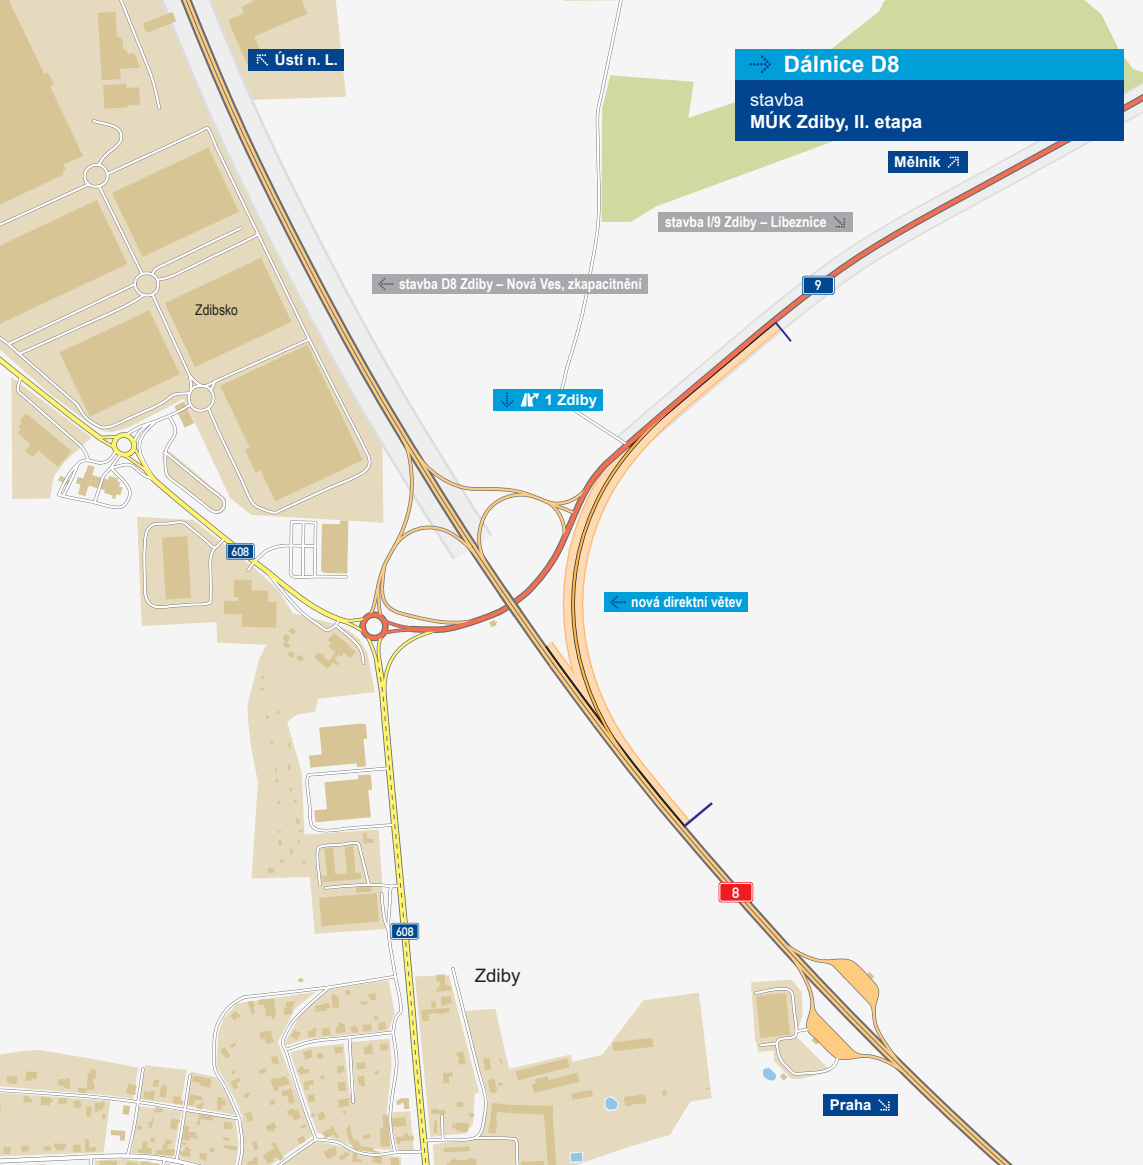 Ústí n. L.
Dálnice D8
stavba
MÚK Zdiby, II. etapa
Mělník
stavba I/9 Zdiby – Líbeznice
stavba D8 Zdiby – Nová Ves, zkapacitnění
9
Zdibsko
1 Zdiby
608
nová direktní větev
8
608
Zdiby
Praha